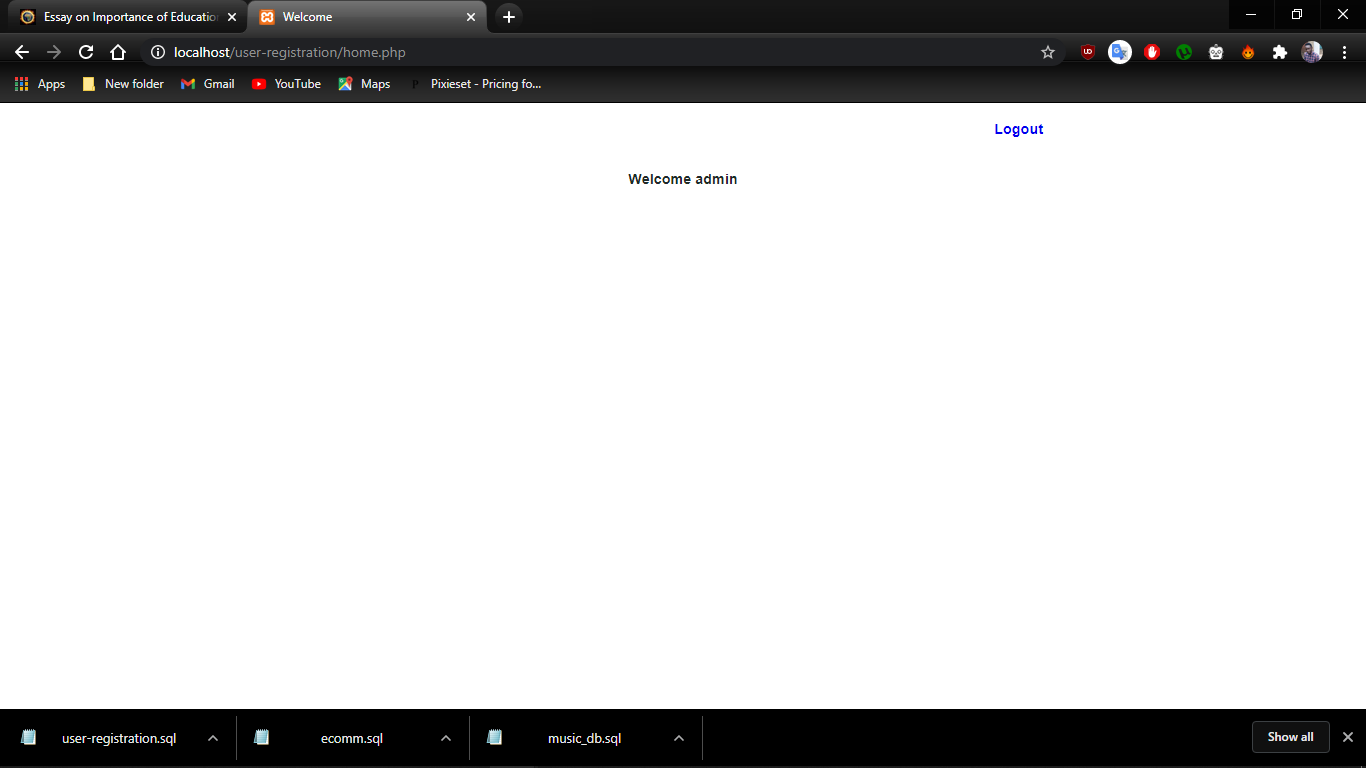 Essay on Importance of Education
Welcome
localhost/user-registration/home.php
Apps
New folder
Gmail
YouTube
Maps
P
Pixieset - Pricing fo...
Logout
Welcome admin
user-registration.sql
ecomm.sql
music_db.sql
Show all